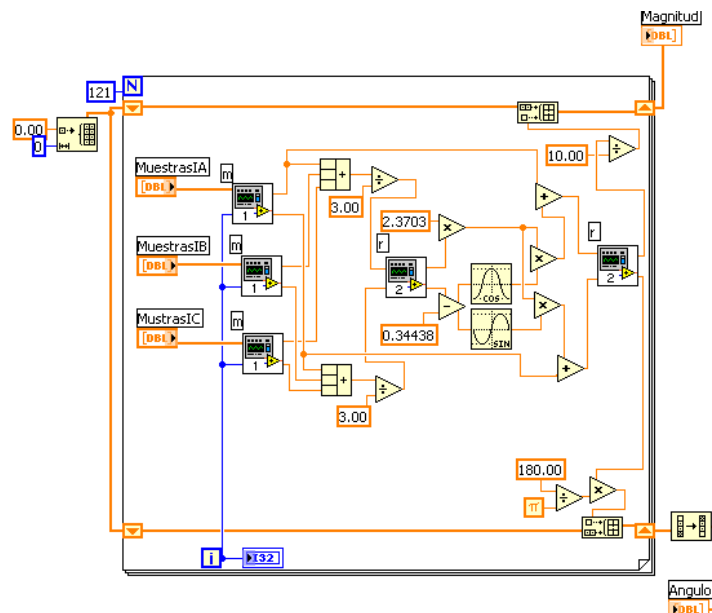 Magnitud
DBL]
121
N
0.00
0
10.00
MuestrasIA
[DBL
m
1
3.00
2.3703
r
MuestrasIB
[DBL
m
1
r
2
2
COS
MustrasIC
[DBL
m
1
0.34438
SIN
3.00
180.00
π
i
I32
Angulo
DBL]